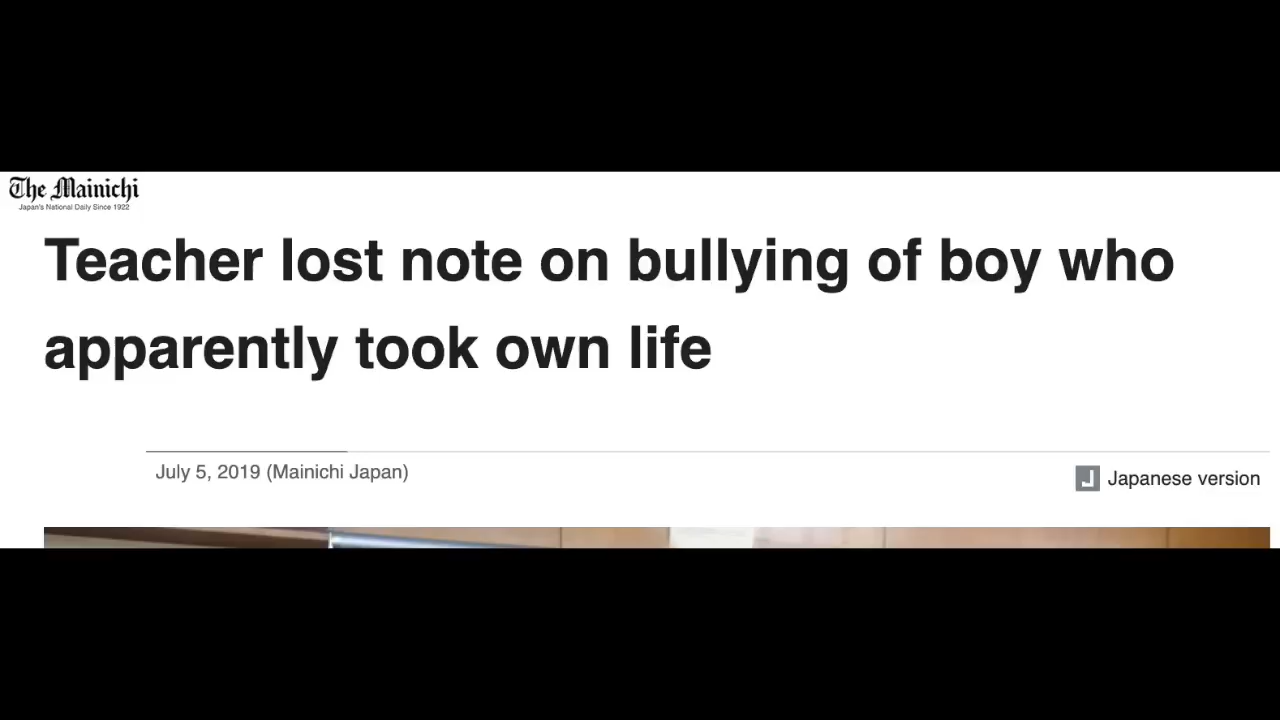 The Mainichi
Japan's National Daily Since 1922
Teacher lost note on bullying of boy who
apparently took own life
July 5, 2019 (Mainichi Japan)
J Japanese version